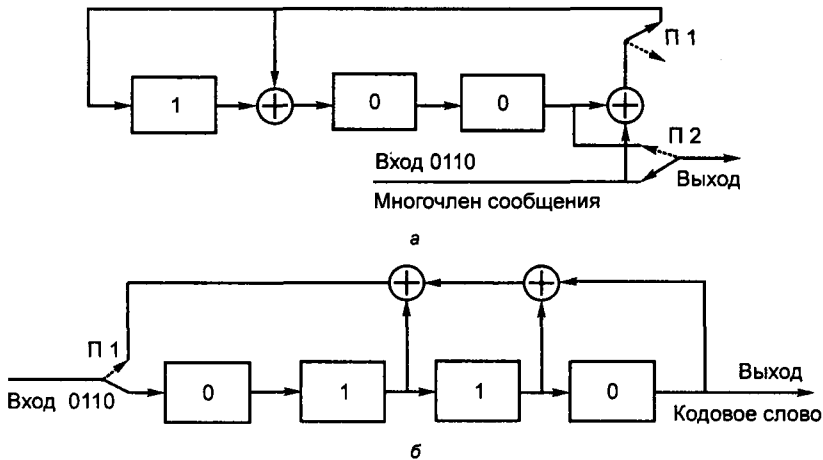 П 1
1
0
0
П 2
Вход 0110
Выход
Многочлен сообщения
а
П 1
0
1
1
0
Выход
Вход 0110
Кодовое слово
б